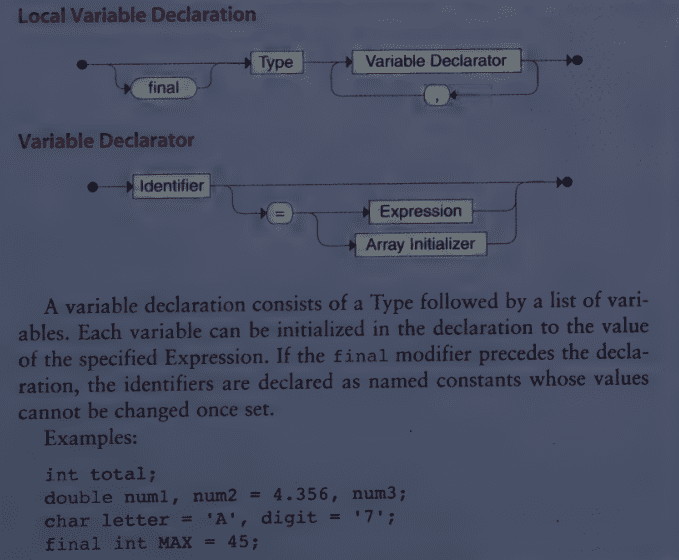 Local Variable Declaration
Type
Variable Declarator
final
,
Variable Declarator
Identifier
=
Expression
Array Initializer
A variable declaration consists of a Type followed by a list of vari-
ables. Each variable can be initialized in the declaration to the value
of the specified Expression. If the final modifier precedes the decla-
ration, the identifiers are declared as named constants whose values
cannot be changed once set.
Examples:
int total;
double num1, num2 = 4.356, num3;
char letter = 'A', digit = '7';
final int MAX = 45;